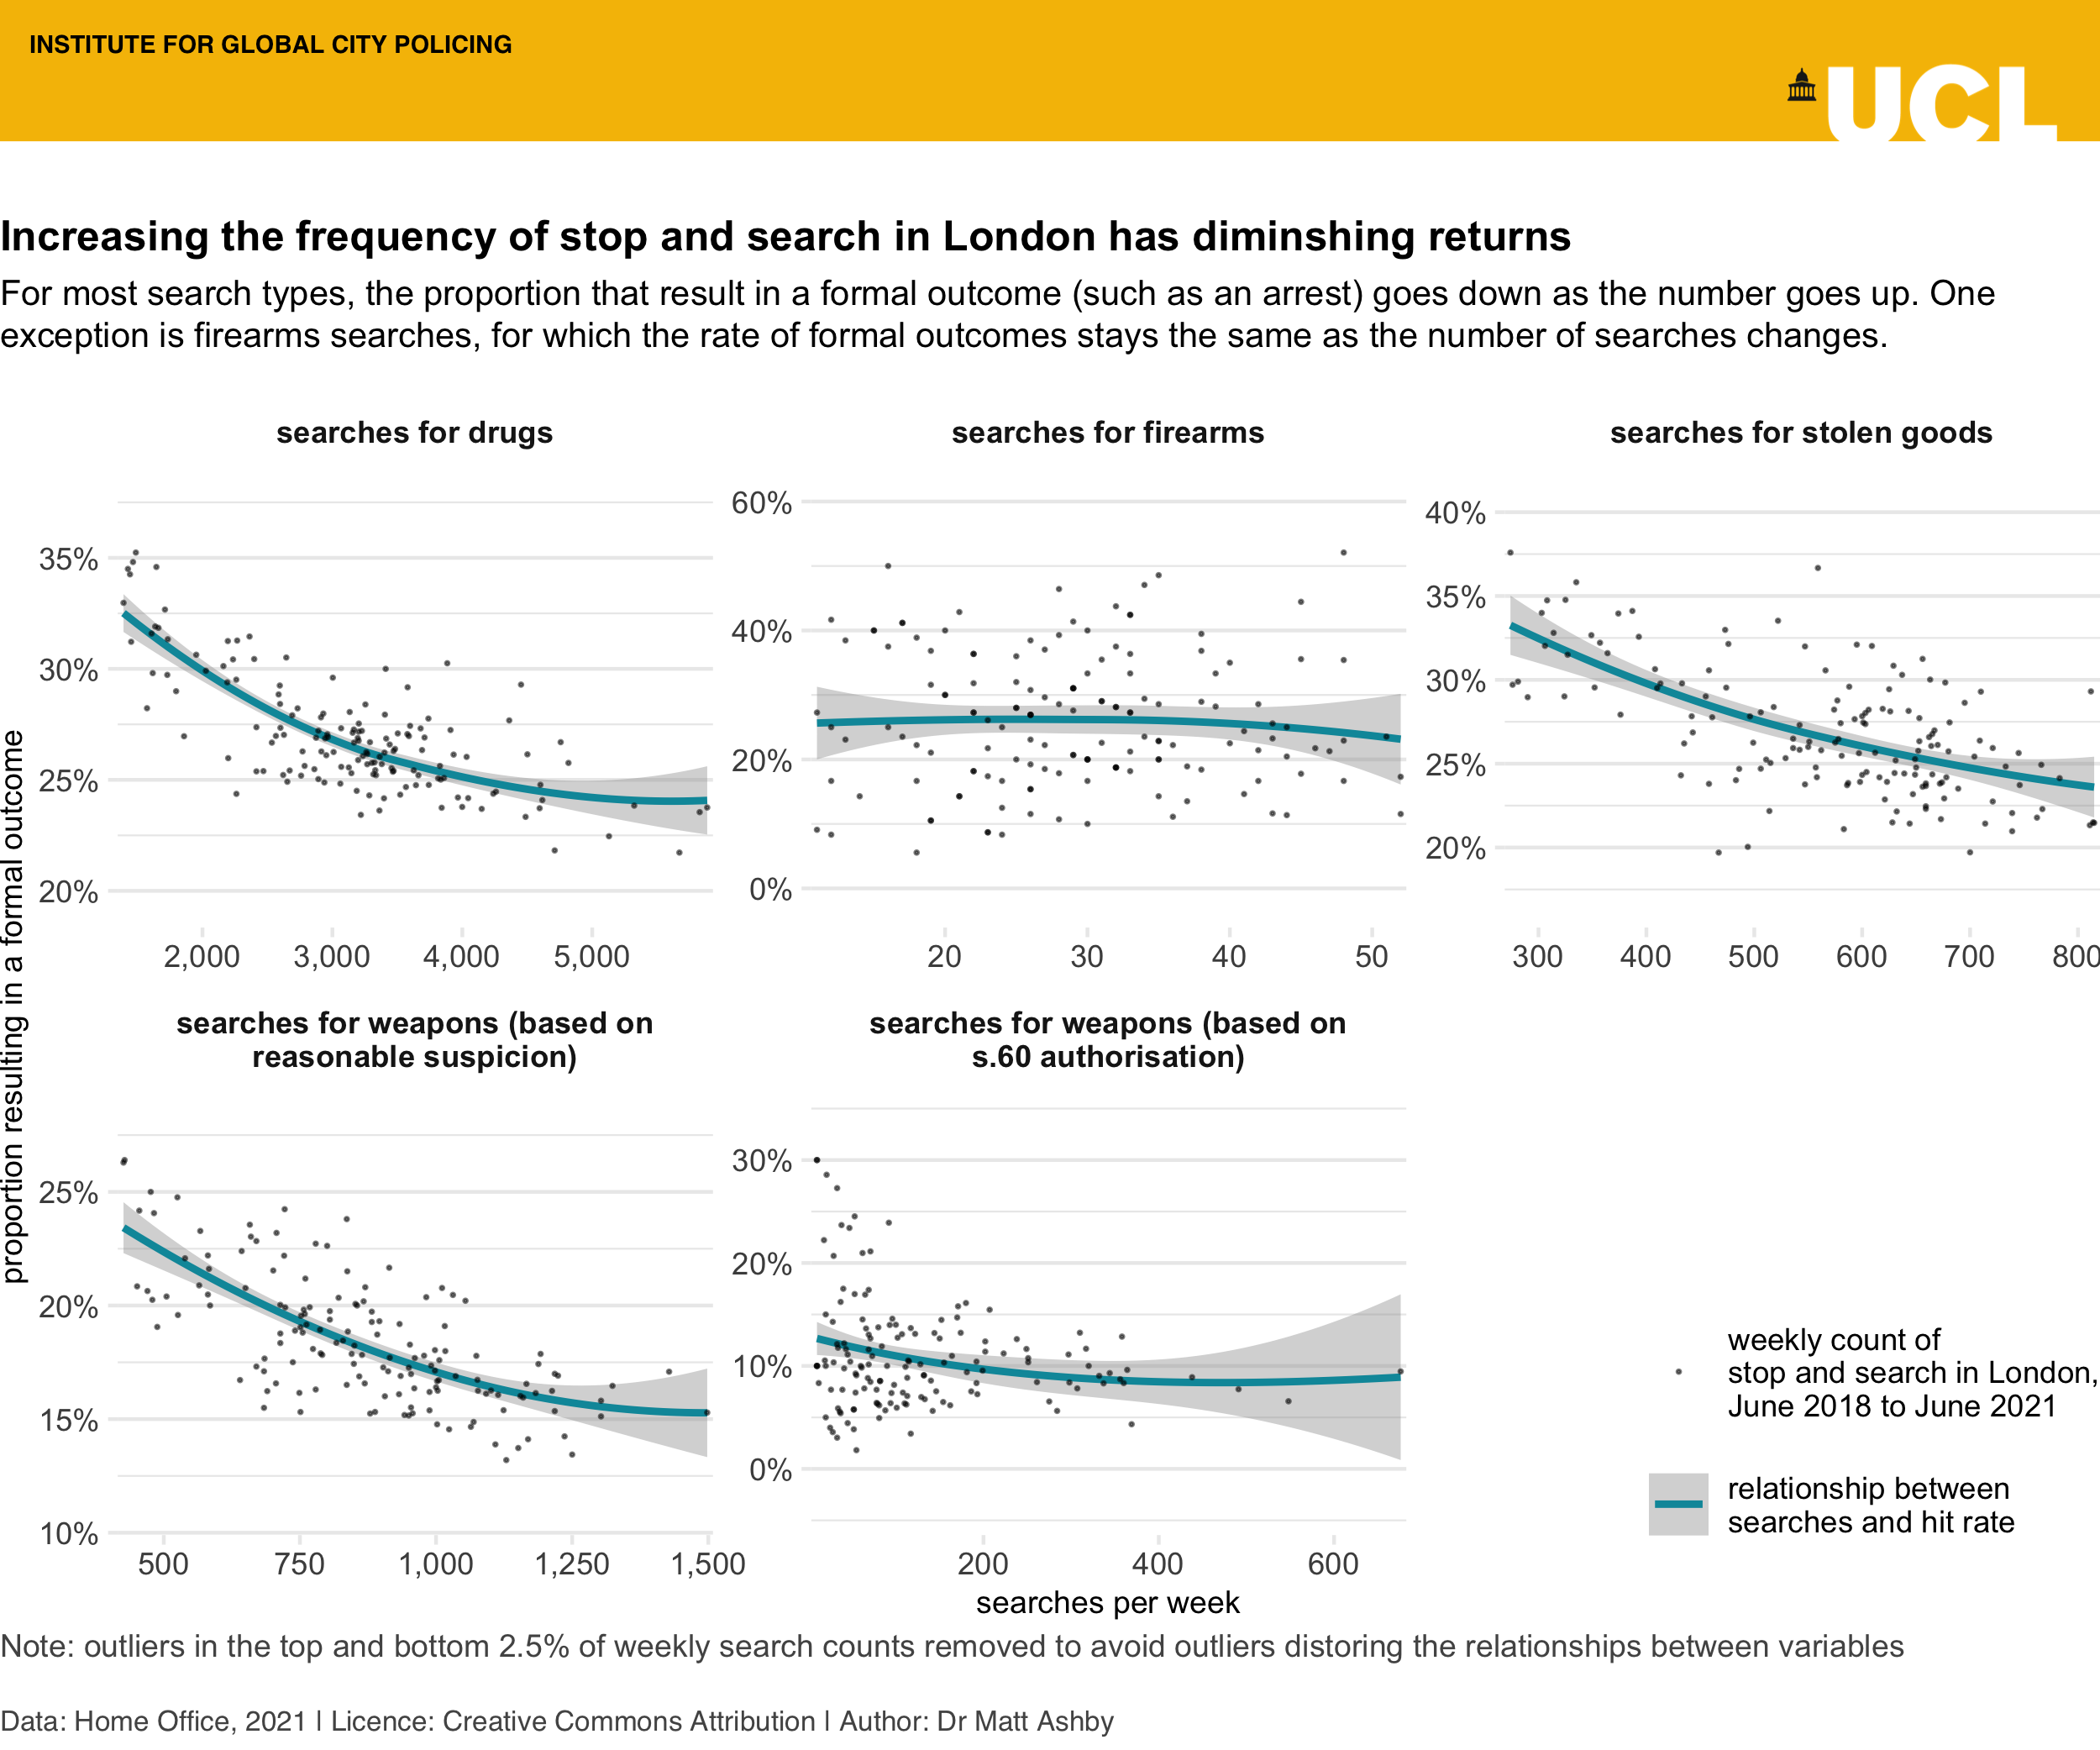 INSTITUTE FOR GLOBAL CITY POLICING
UCL
Increasing the frequency of stop and search in London has diminshing returns
For most search types, the proportion that result in a formal outcome (such as an arrest) goes down as the number goes up. One
exception is firearms searches, for which the rate of formal outcomes stays the same as the number of searches changes.
proportion resulting in a formal outcome
searches for drugs
35%
30%
25%
20%
2,000 3,000 4,000 5,000
searches for firearms
60%
40%
20%
0%
20 30 40 50
searches for stolen goods
40%
35%
30%
25%
20%
300 400 500 600 700 800
searches for weapons (based on
reasonable suspicion)
25%
20%
15%
10%
500 750 1,000 1,250 1,500
searches for weapons (based on
s.60 authorisation)
30%
20%
10%
0%
200 400 600
weekly count of
stop and search in London,
June 2018 to June 2021
relationship between
searches and hit rate
searches per week
Note: outliers in the top and bottom 2.5% of weekly search counts removed to avoid outliers distoring the relationships between variables
Data: Home Office, 2021 | Licence: Creative Commons Attribution | Author: Dr Matt Ashby